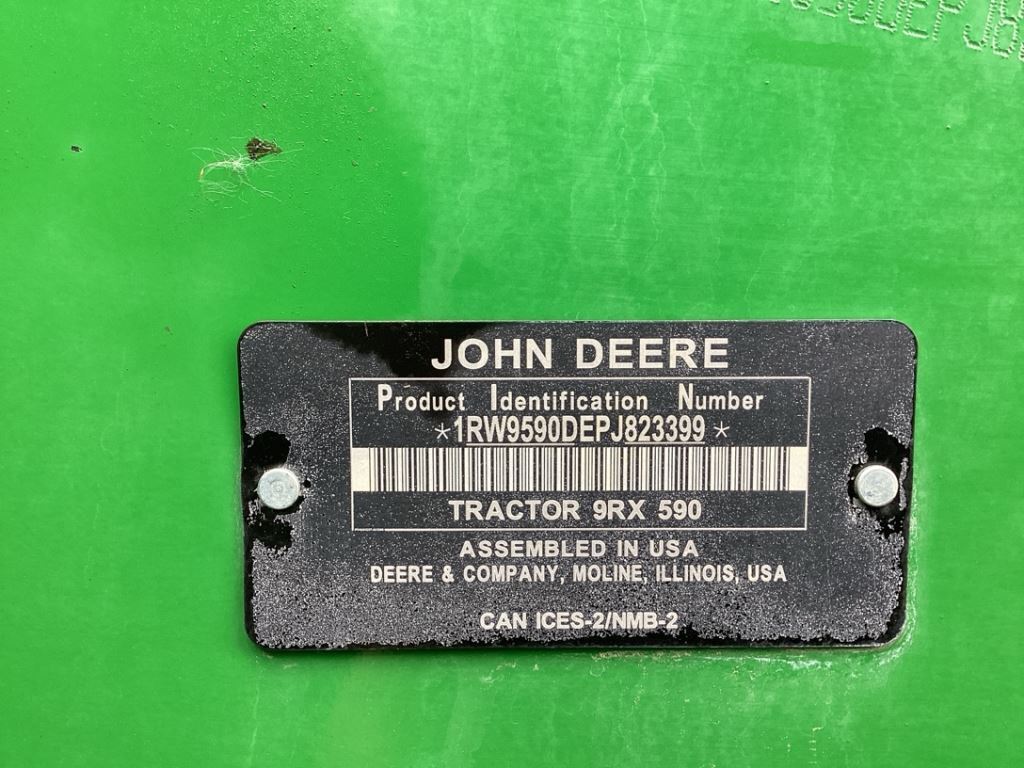 JOHN DEERE
Product Identification Number
*1RW9590DEPJ823399*
TRACTOR 9RX 590
ASSEMBLED IN USA
DEERE & COMPANY, MOLINE, ILLINOIS, USA
CAN ICES-2/NMB-2